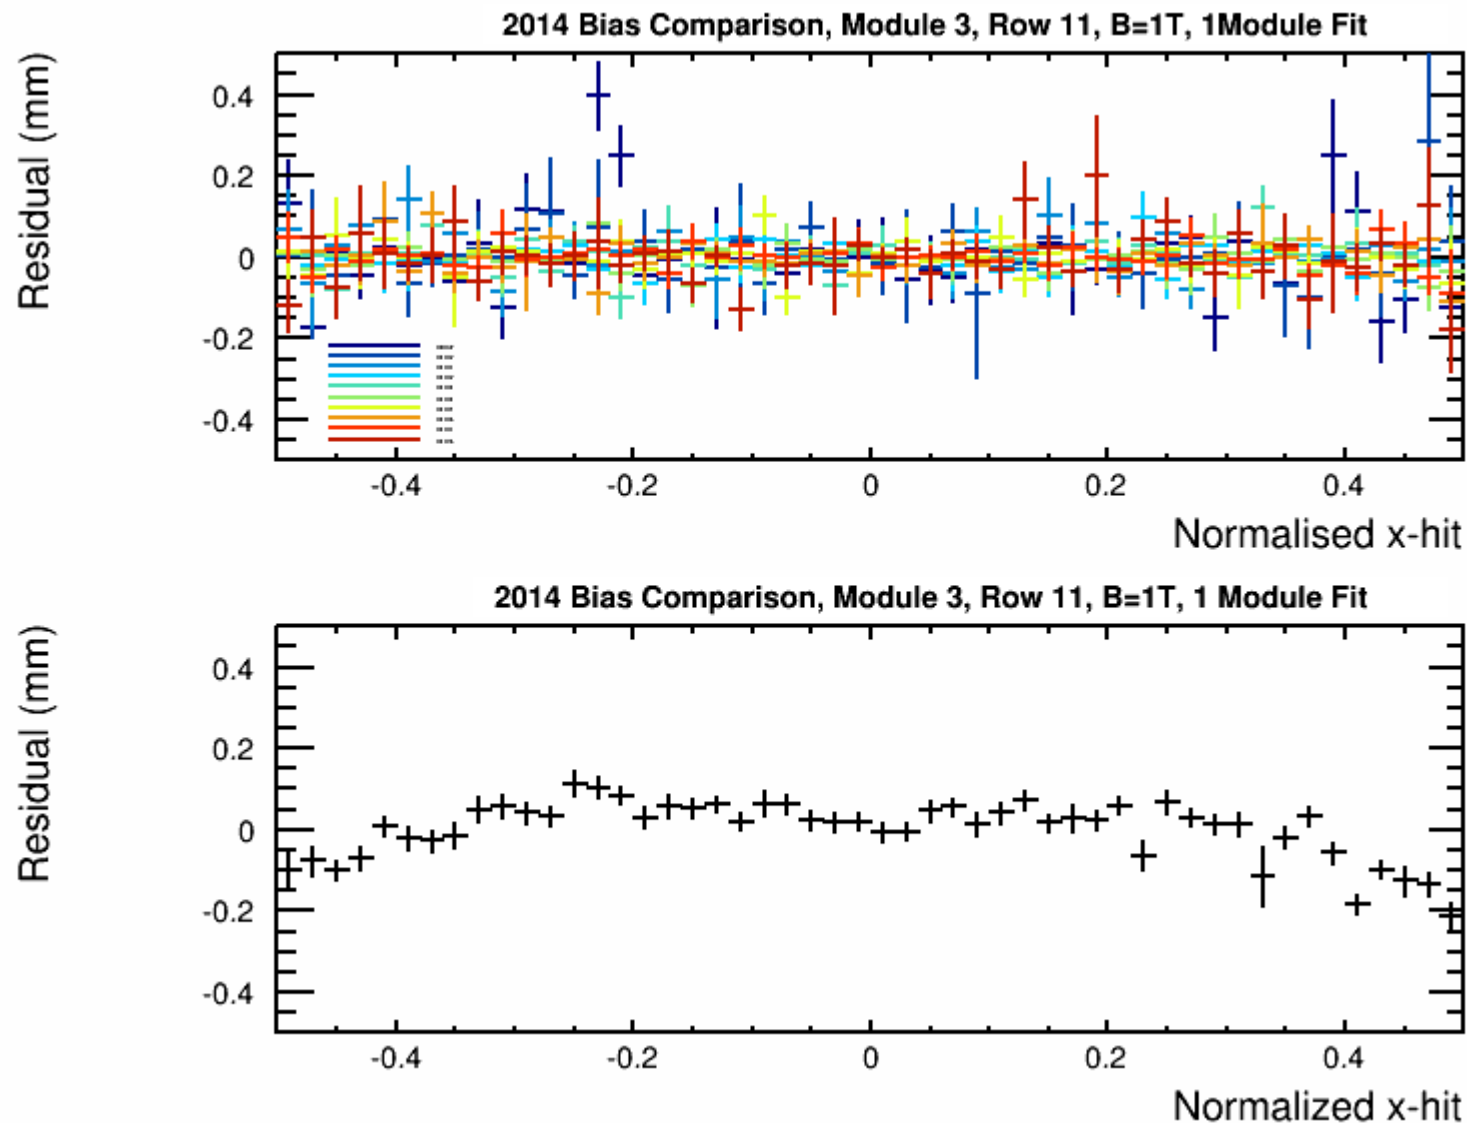 2014 Bias Comparison, Module 3, Row 11, B=1T, 1Module Fit
Residual (mm)
0.4
0.2
0
-0.2
-0.4
-0.4 -0.2 0 0.2 0.4
Normalised x-hit
2014 Bias Comparison, Module 3, Row 11, B=1T, 1 Module Fit
Residual (mm)
0.4
0.2
0
-0.2
-0.4
-0.4 -0.2 0 0.2 0.4
Normalized x-hit